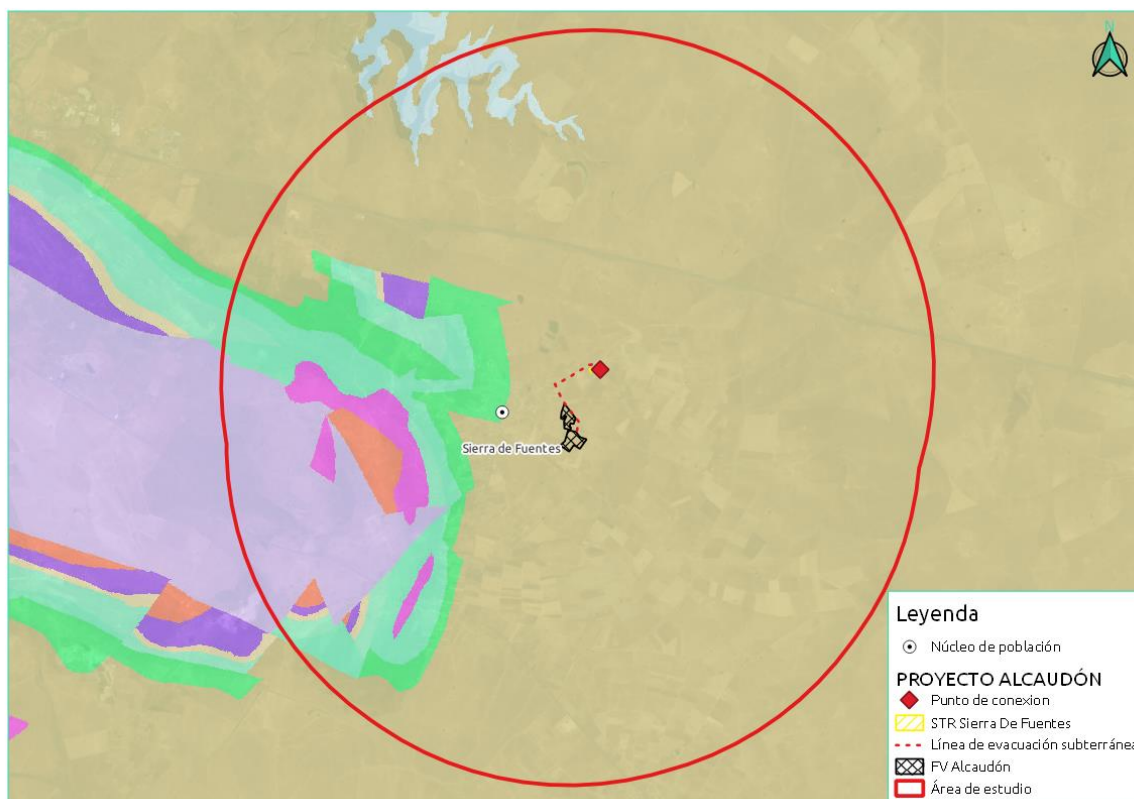 N
Sierra de Fuentes
Leyenda
Núcleo de población
PROYECTO ALCAUDÓN
Punto de conexion
STR Sierra De Fuentes
Línea de evacuación subterránea
FV Alcaudón
Área de estudio